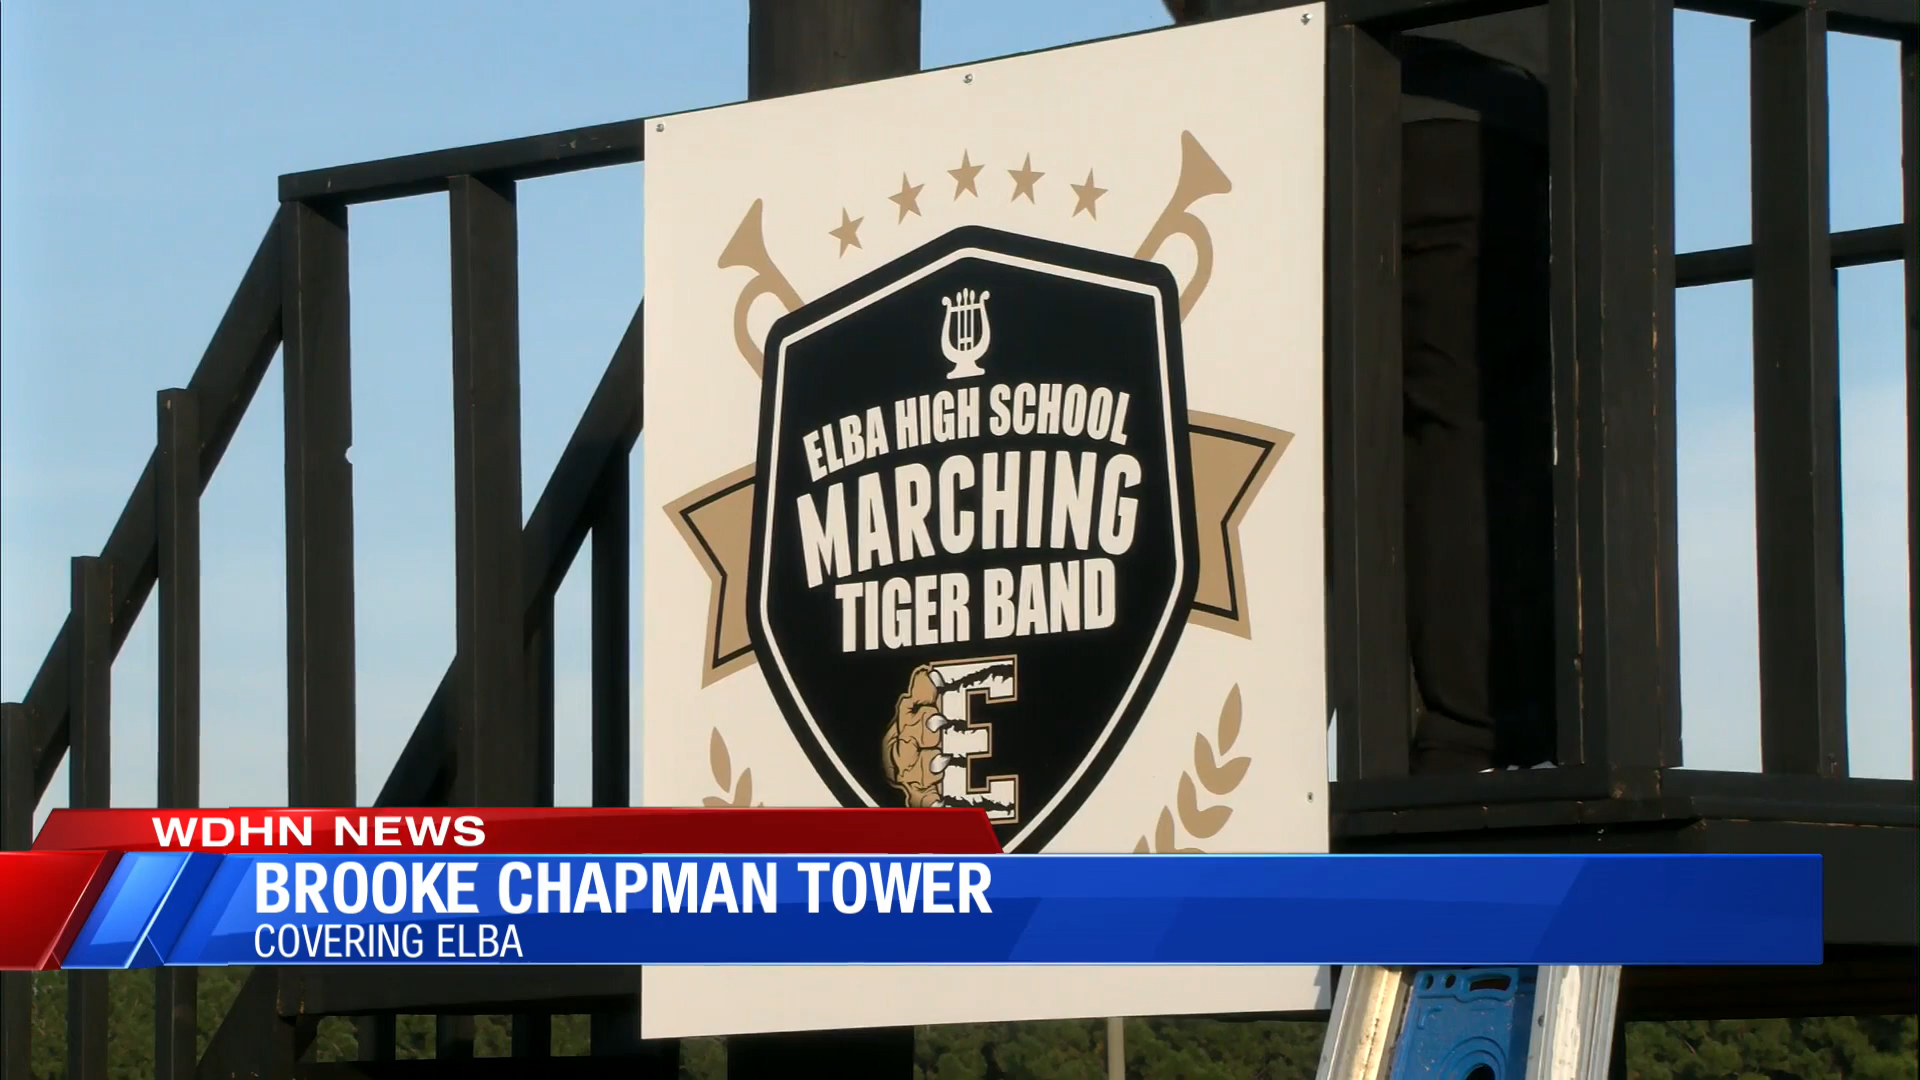 ELBA HIGH SCHOOL
MARCHING
TIGER BAND
E
WDHN NEWS
BROOKE CHAPMAN TOWER
COVERING ELBA